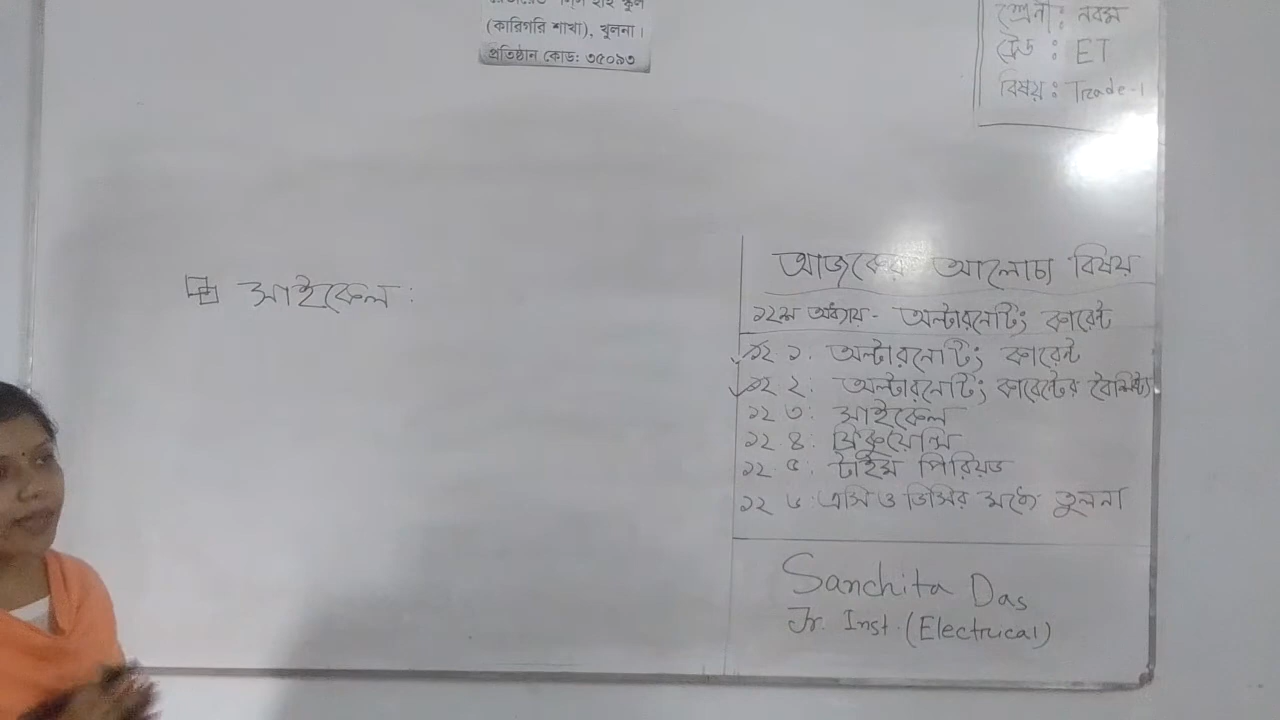 হাই স্কুল
(কারিগরি শাখা), খুলনা।
প্রতিষ্ঠান কোড: ৩৫০৯৩
শ্রেণী: নবম
ট্রেড : ET
বিষয়: Trade-1
সাইকেল:
আজকের আলোচ্য বিষয়
১২শ অধ্যায় - অল্টারনেটিং কারেন্ট
১২.১. অল্টারনেটিং কারেন্ট
১২.২: অল্টারনেটিং কারেন্টের বৈশিষ্ট্য
১২.৩: সাইকেল
১২.৪: ফ্রিকুয়েন্সি
১২.৫: টাইম পিরিয়ড
১২.৬: এসি ও ডিসির মধ্যে তুলনা
Sanchita Das
Jr. Inst. (Electrical)